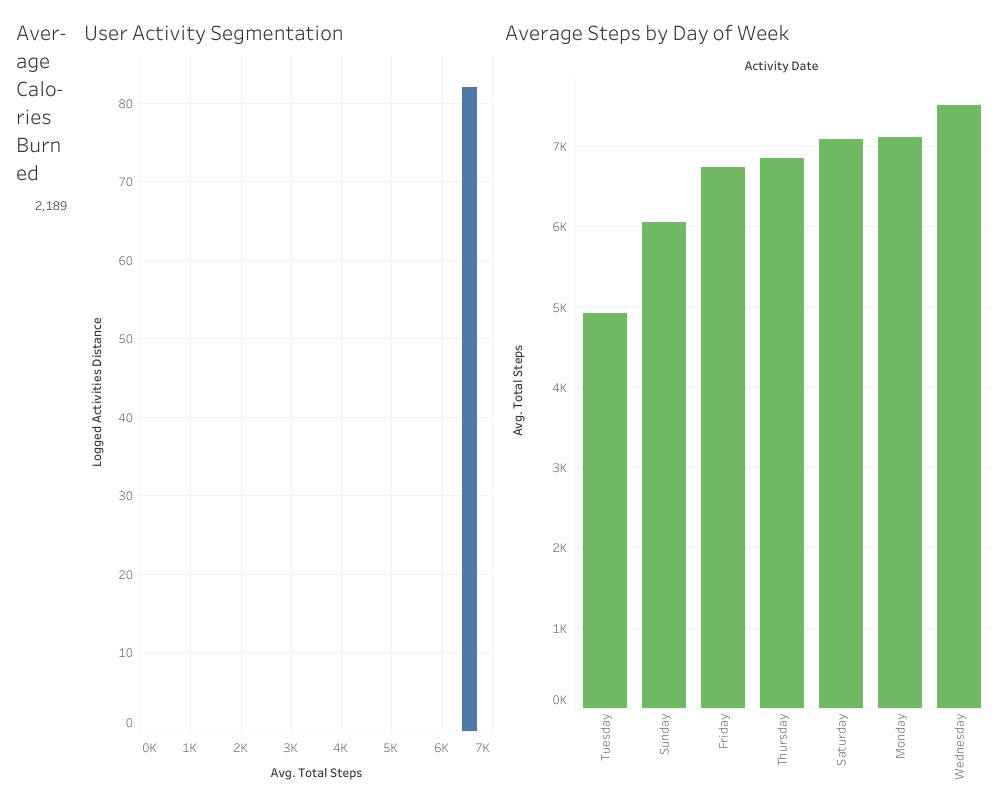 Aver-
age
Calo-
ries
Burn
ed
2,189
User Activity Segmentation
Logged Activities Distance
80
70
60
50
40
30
20
10
0
0K 1K 2K 3K 4K 5K 6K 7K
Avg. Total Steps
Average Steps by Day of Week
Activity Date
Avg. Total Steps
7K
6K
5K
4K
3K
2K
1K
0K
Tuesday
Sunday
Friday
Thursday
Saturday
Monday
Wednesday